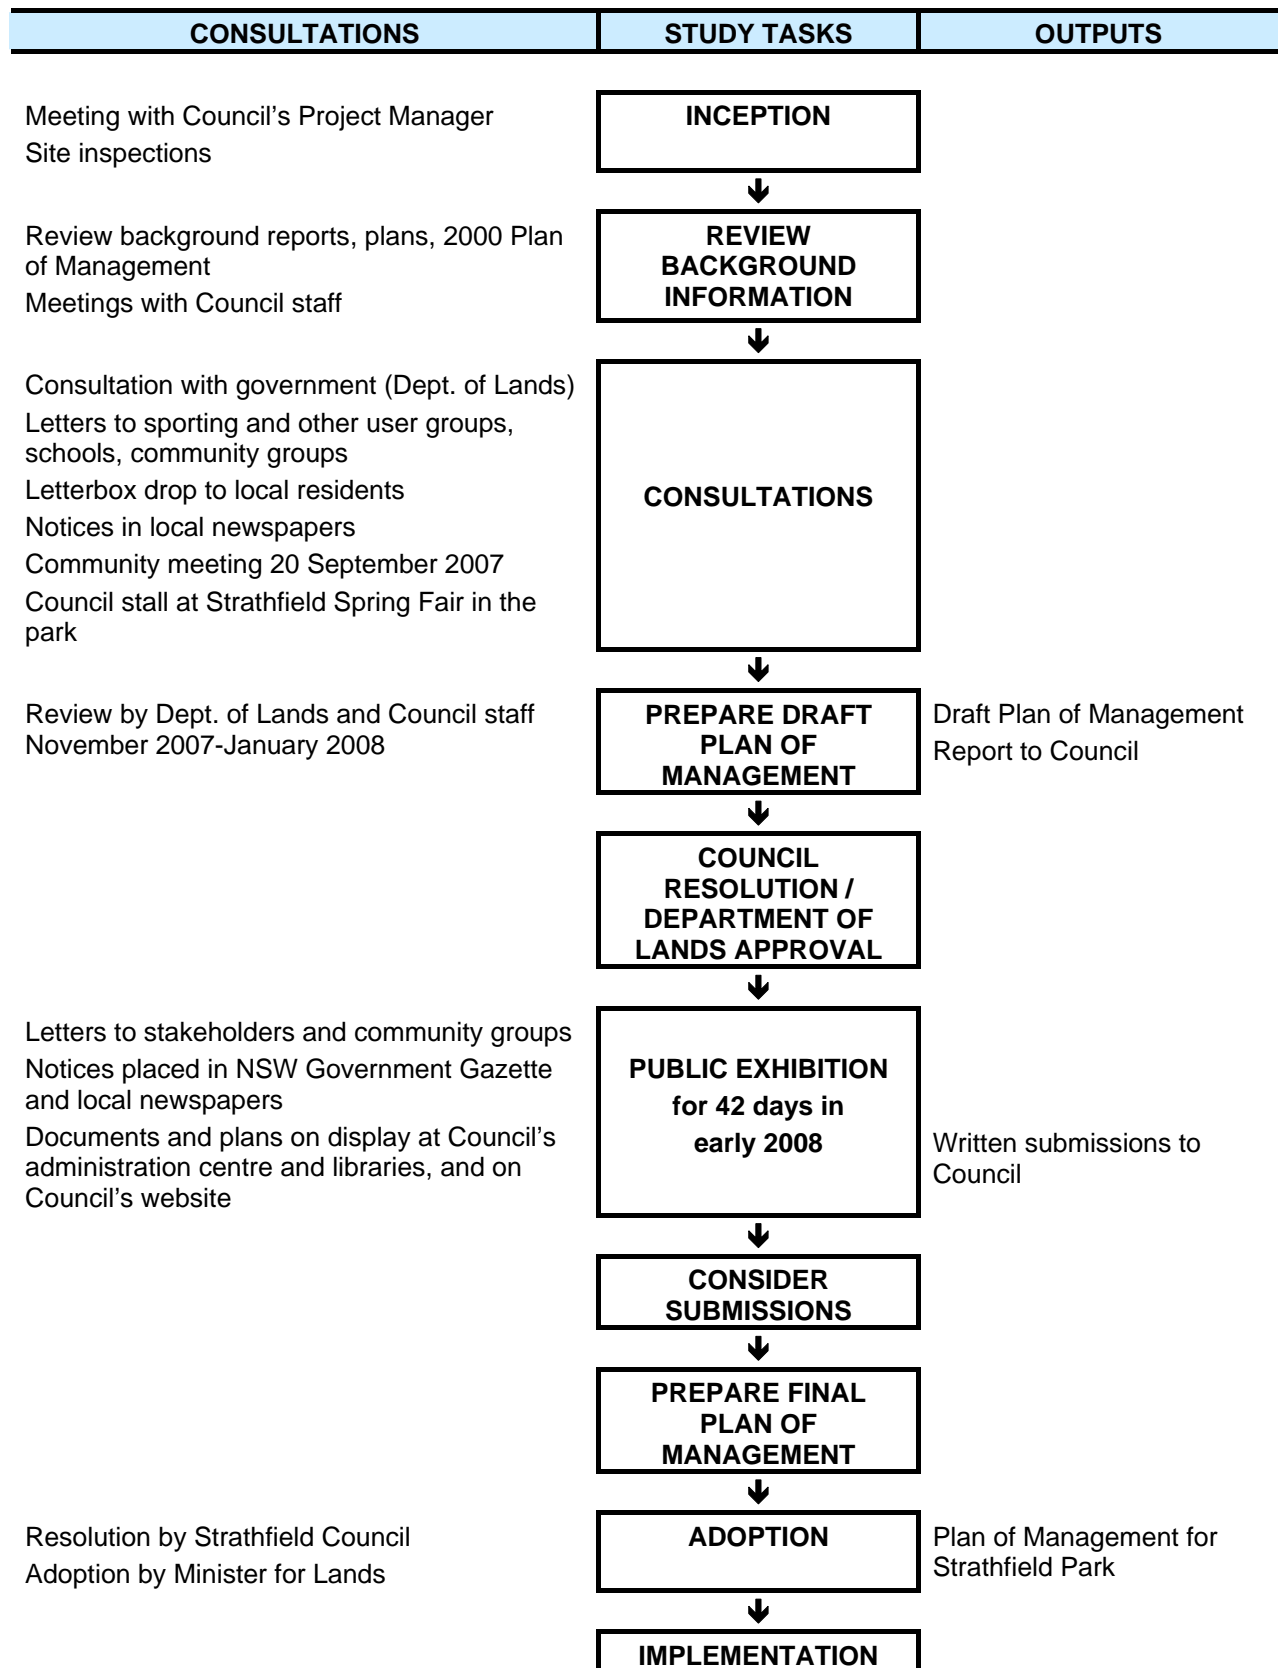 CONSULTATIONS STUDY TASKS OUTPUTS
Meeting with Council’s Project Manager
Site inspections
INCEPTION
Review background reports, plans, 2000 Plan
of Management
Meetings with Council staff
REVIEW
BACKGROUND
INFORMATION
Consultation with government (Dept. of Lands)
Letters to sporting and other user groups,
schools, community groups
Letterbox drop to local residents
Notices in local newspapers
Community meeting 20 September 2007
Council stall at Strathfield Spring Fair in the
park
CONSULTATIONS
Review by Dept. of Lands and Council staff
November 2007-January 2008
PREPARE DRAFT
PLAN OF
MANAGEMENT
Draft Plan of Management
Report to Council
COUNCIL
RESOLUTION /
DEPARTMENT OF
LANDS APPROVAL
Letters to stakeholders and community groups
Notices placed in NSW Government Gazette
and local newspapers
Documents and plans on display at Council’s
administration centre and libraries, and on
Council’s website
PUBLIC EXHIBITION
for 42 days in
early 2008
Written submissions to
Council
CONSIDER
SUBMISSIONS
PREPARE FINAL
PLAN OF
MANAGEMENT
Resolution by Strathfield Council
Adoption by Minister for Lands
ADOPTION
Plan of Management for
Strathfield Park
IMPLEMENTATION